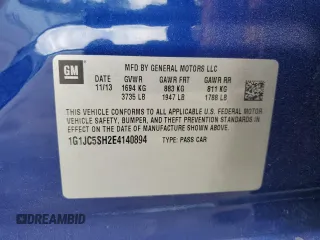 GM
MFD BY GENERAL MOTORS LLC
DATE GVWR GAWR FRT GAWR RR
11/13 1694 KG 883 KG 811 KG
3735 LB 1947 LB 1788 LB
THIS VEHICLE CONFORMS TO ALL APPLICABLE U.S. FEDERAL MOTOR
VEHICLE SAFETY, BUMPER, AND THEFT PREVENTION STANDARDS
IN EFFECT ON THE DATE OF MANUFACTURE SHOWN ABOVE.
1G1JC5SH2E4140894 TYPE: PASS CAR
DREAMBID